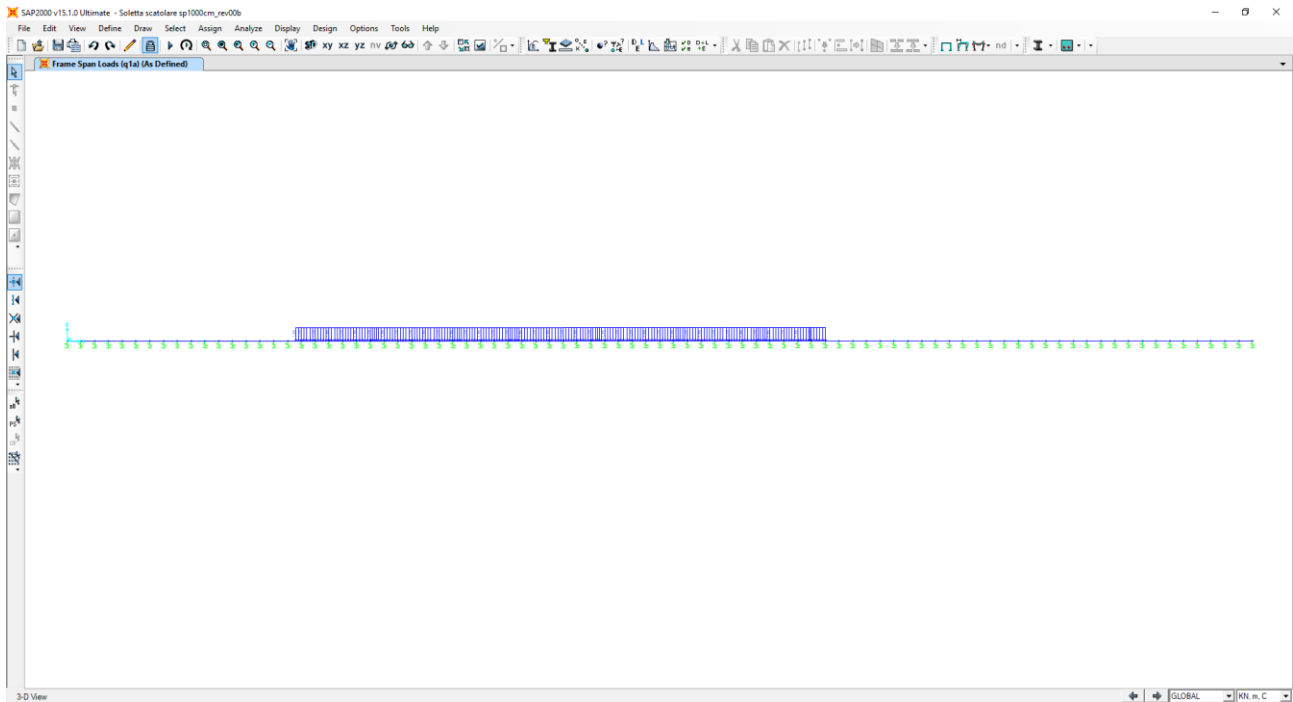 SAP2000 v15.1.0 Ultimate - Soletta scatolare sp1000cm_rev00b
File Edit View Define Draw Select Assign Analyze Display Design Options Tools Help
xy xz yz nv nd
Frame Span Loads (q1a) (As Defined)
3-D View GLOBAL KN, m, C